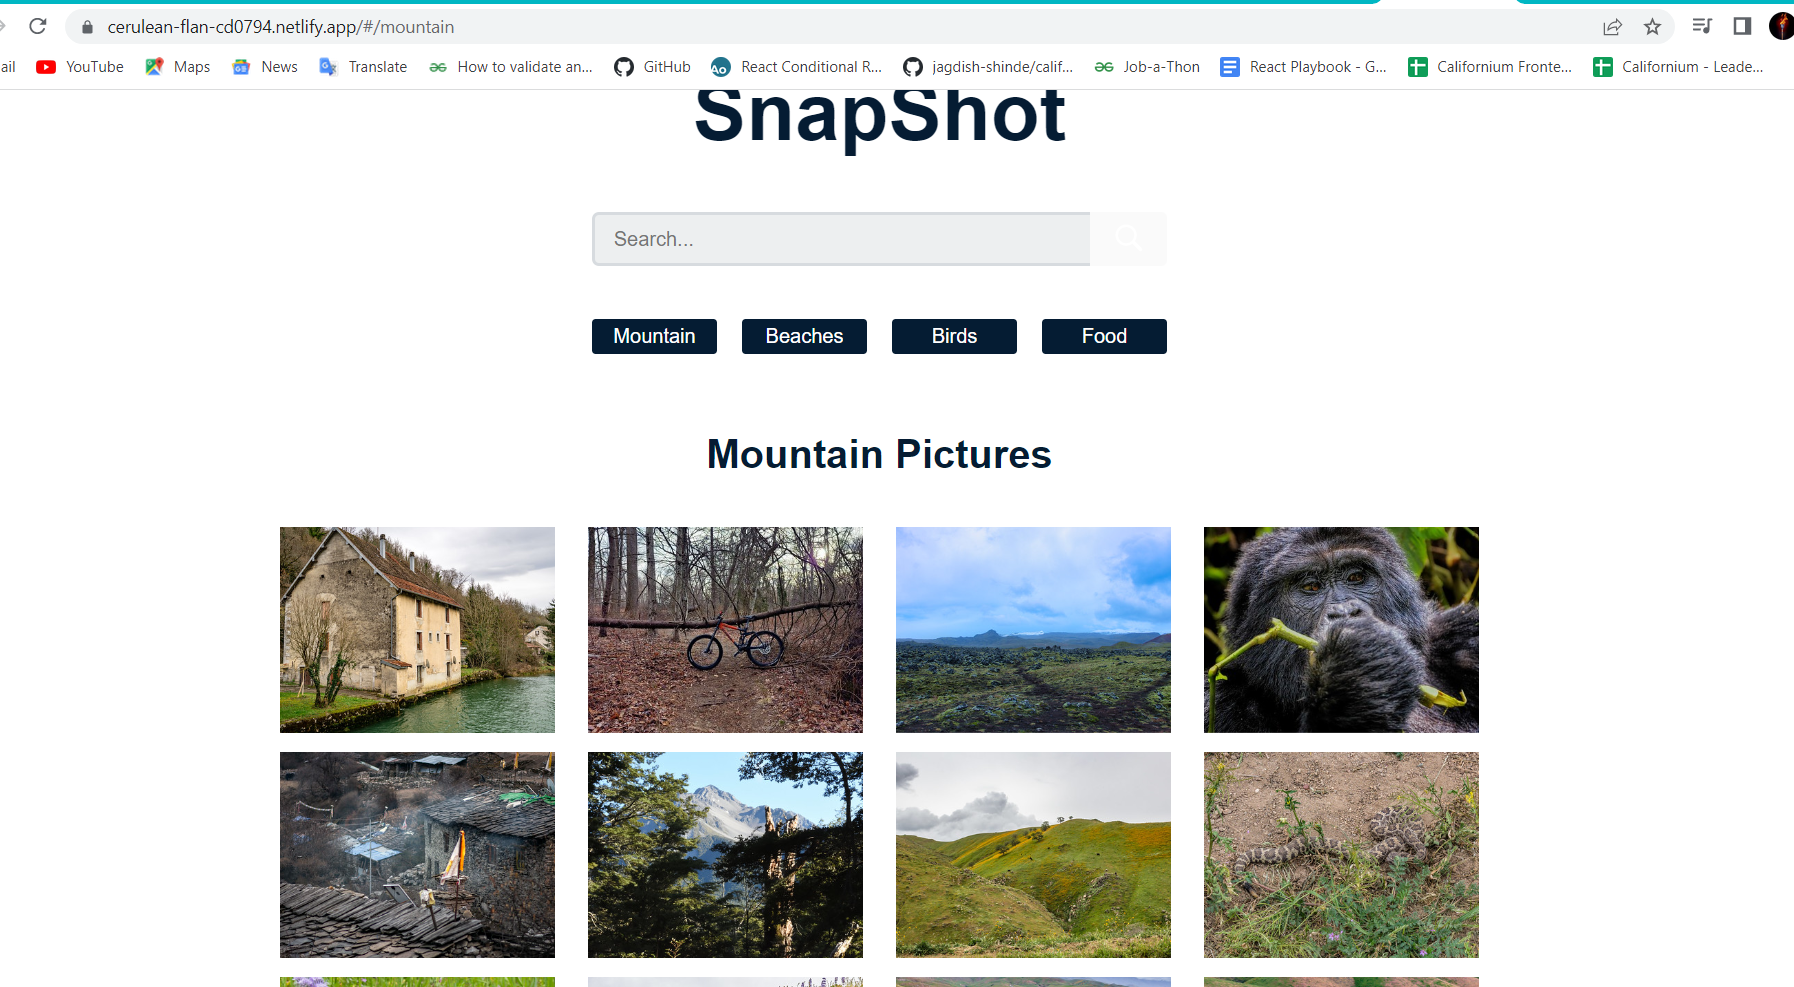 cerulean-flan-cd0794.netlify.app/#/mountain
ail YouTube Maps News Translate How to validate an... GitHub React Conditional R... jagdish-shinde/calif... Job-a-Thon React Playbook - G... Californium Fronte... Californium - Leade...
SnapShot
Search...
Mountain Beaches Birds Food
Mountain Pictures